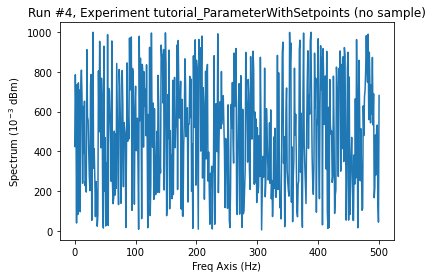 Run #4, Experiment tutorial_ParameterWithSetpoints (no sample)
1000
800
600
400
200
0
Spectrum (10⁻³ dBm)
0 100 200 300 400 500
Freq Axis (Hz)